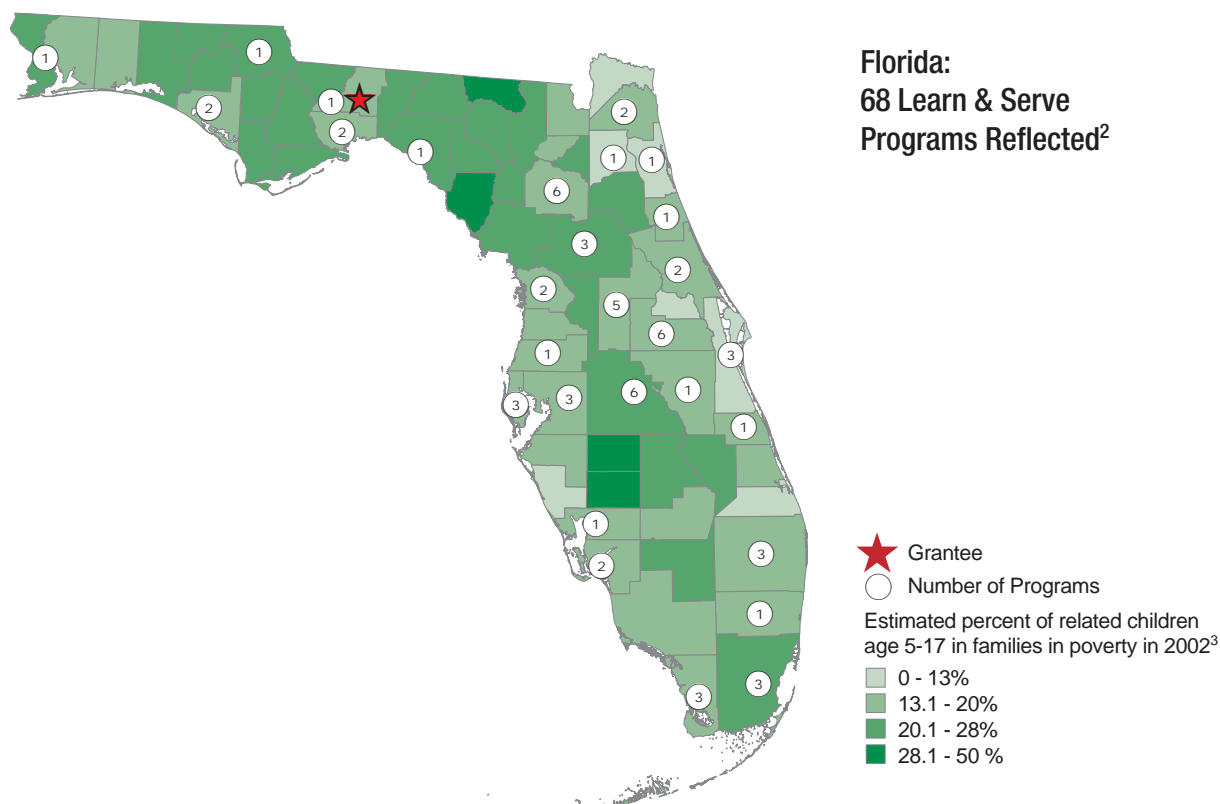 Florida:
68 Learn & Serve
Programs Reflected2
1
1
1
2
2
1
2
1
1
6
1
3
2
2
5
6
1
3
6
1
3
3
1
1
2
3
1
3
3
Grantee
Number of Programs
Estimated percent of related children
age 5-17 in families in poverty in 20023
0 - 13%
13.1 - 20%
20.1 - 28%
28.1 - 50 %